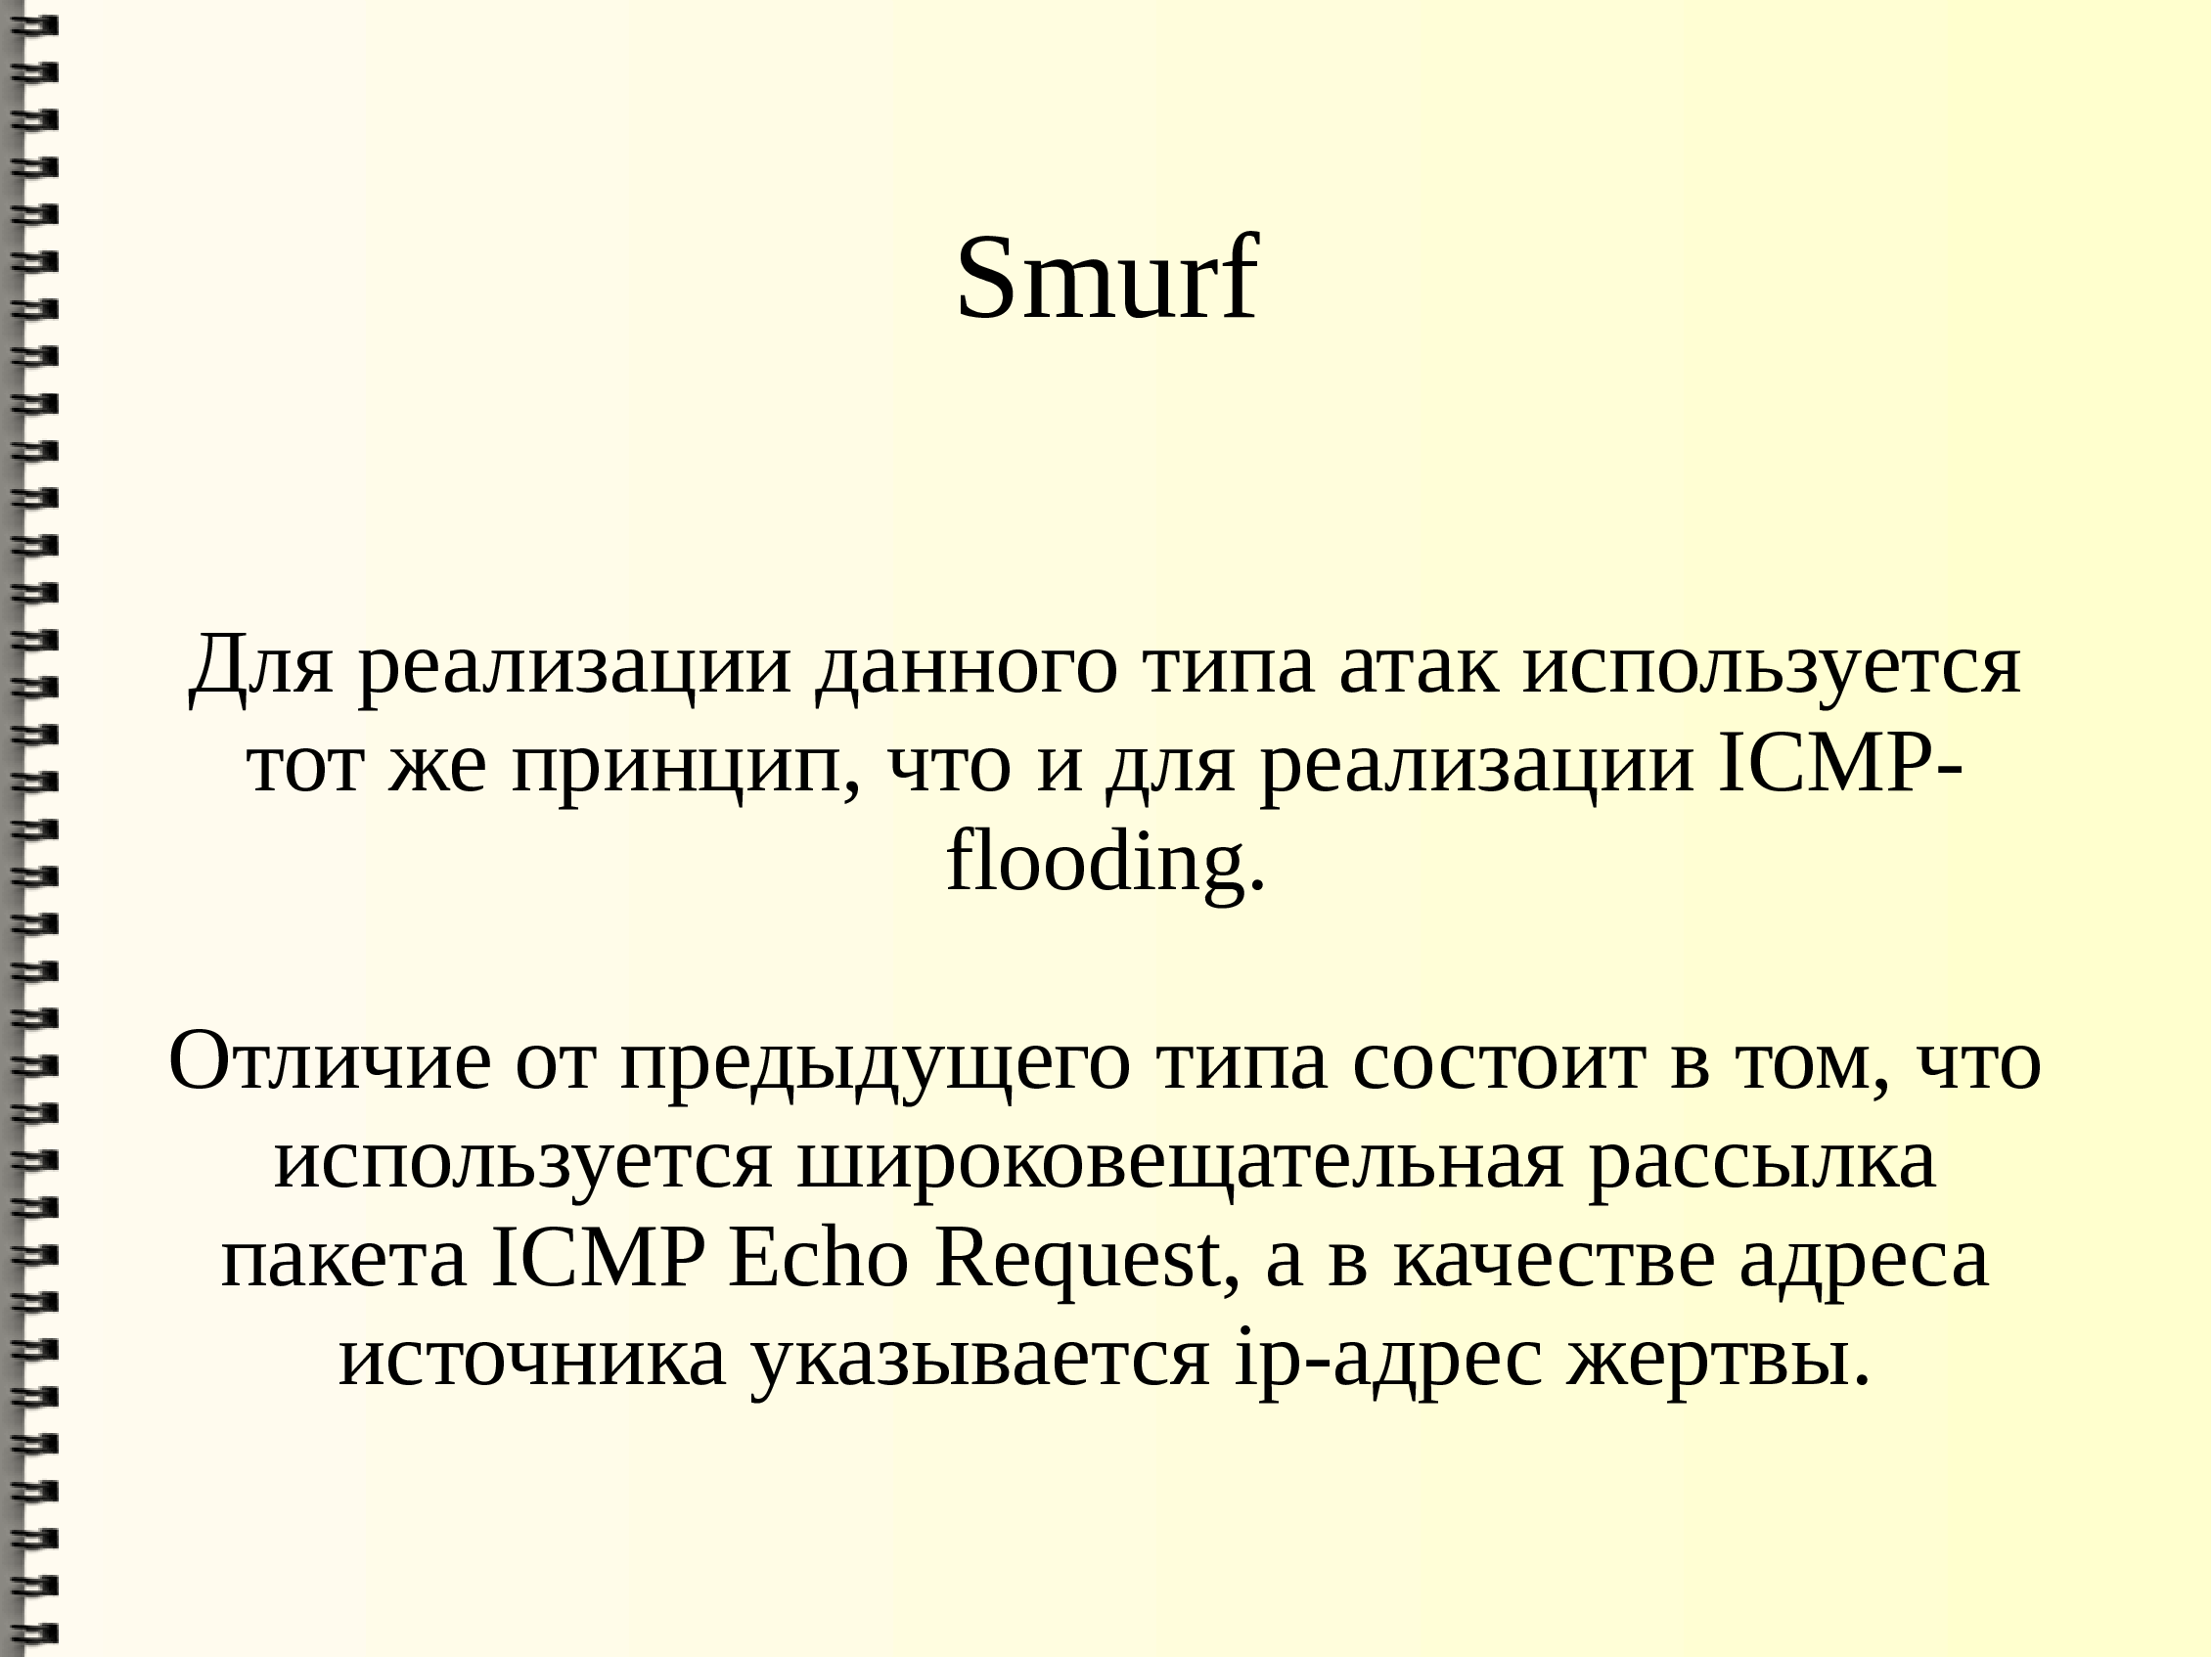 Smurf
Для реализации данного типа атак используется
тот же принцип, что и для реализации ICMP-
flooding.
Отличие от предыдущего типа состоит в том, что
используется широковещательная рассылка
пакета ICMP Echo Request, а в качестве адреса
источника указывается ip-адрес жертвы.